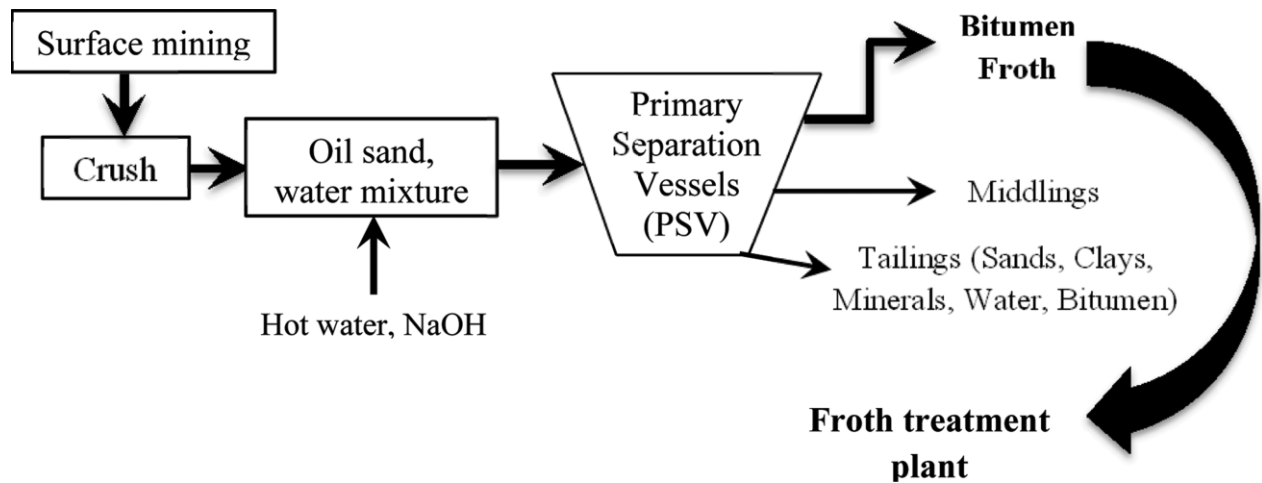 Surface mining
Crush
Oil sand,
water mixture
Hot water, NaOH
Primary
Separation
Vessels
(PSV)
Bitumen
Froth
Middlings
Tailings (Sands, Clays,
Minerals, Water, Bitumen)
Froth treatment
plant